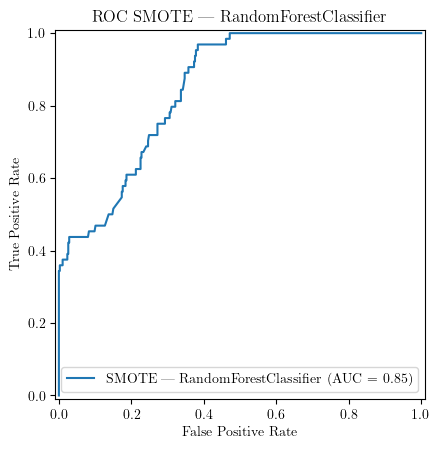 ROC SMOTE — RandomForestClassifier
1.0
0.8
0.6
0.4
0.2
0.0
True Positive Rate
SMOTE — RandomForestClassifier (AUC = 0.85)
0.0 0.2 0.4 0.6 0.8 1.0
False Positive Rate